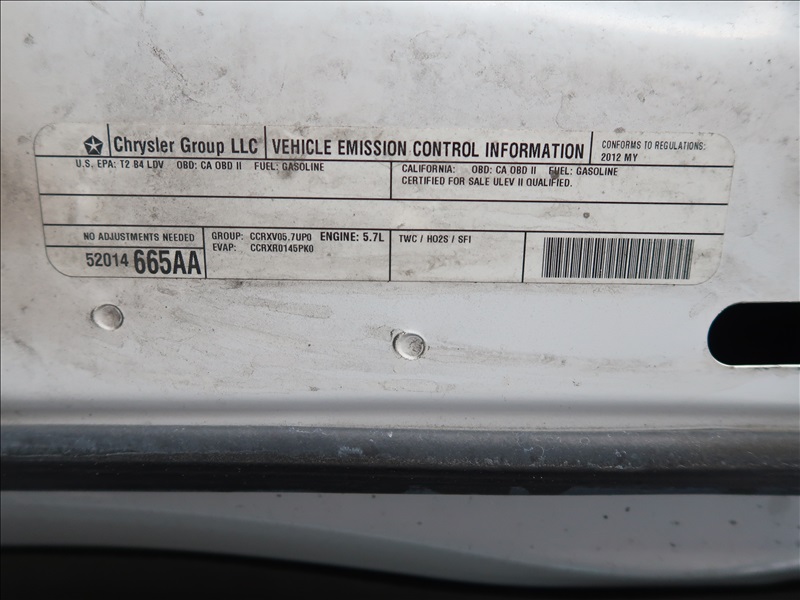 Chrysler Group LLC VEHICLE EMISSION CONTROL INFORMATION CONFORMS TO REGULATIONS:
2012 MY
U.S. EPA: T2 B4 LDV OBD: CA OBD II FUEL: GASOLINE
CALIFORNIA: OBD: CA OBD II FUEL: GASOLINE
CERTIFIED FOR SALE ULEV II QUALIFIED.
NO ADJUSTMENTS NEEDED
52014 665AA
GROUP: CCRXV05.7UP0 ENGINE: 5.7L
EVAP: CCRXR0145PK0
TWC / HO2S / SFI